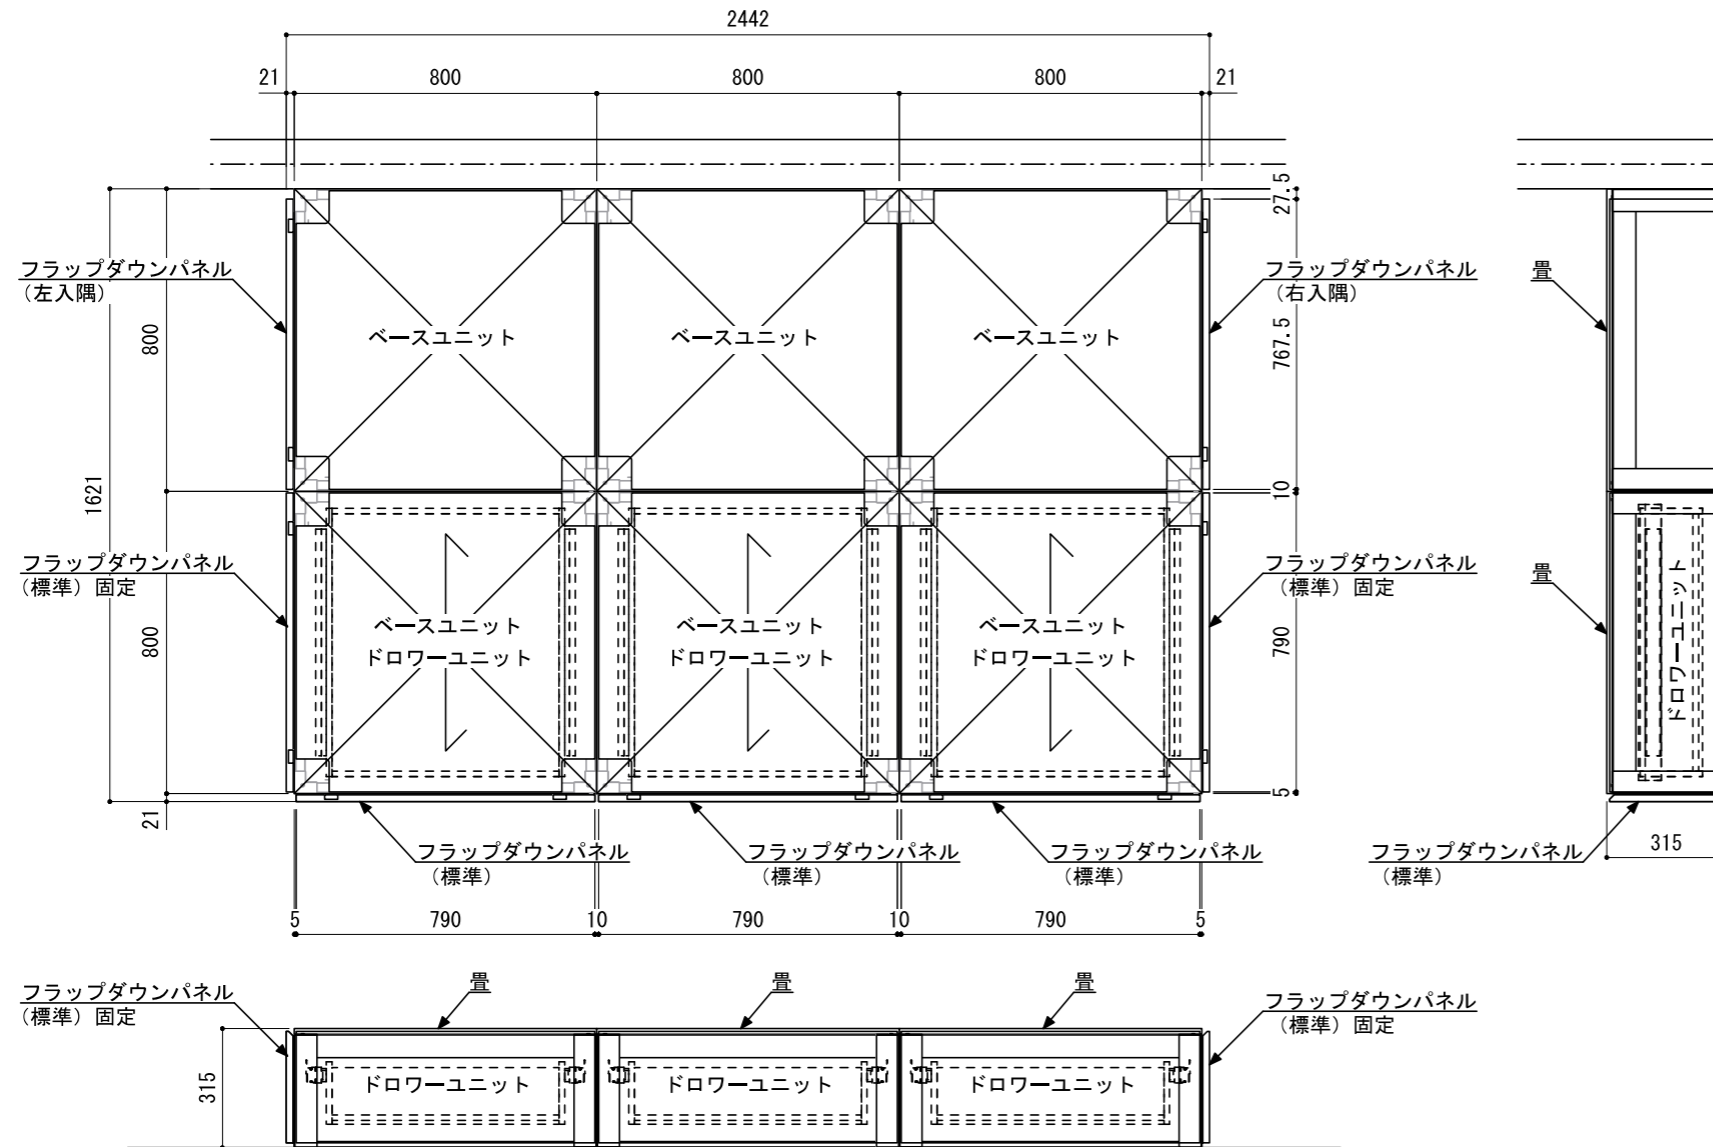 2442
21
800
800
800
21
27.5
フラップダウンパネル
（左入隅）
フラップダウンパネル
（右入隅）
畳
800
ベースユニット
ベースユニット
ベースユニット
767.5
1621
10
フラップダウンパネル
（標準）固定
フラップダウンパネル
（標準）固定
畳
800
ベースユニット
ドロワーユニット
ベースユニット
ドロワーユニット
ベースユニット
ドロワーユニット
790
ドロワーユニット
21
5
フラップダウンパネル
（標準）
フラップダウンパネル
（標準）
フラップダウンパネル
（標準）
フラップダウンパネル
（標準）
315
5
790
10
790
10
790
5
フラップダウンパネル
（標準）固定
畳
畳
畳
フラップダウンパネル
（標準）固定
315
ドロワーユニット
ドロワーユニット
ドロワーユニット